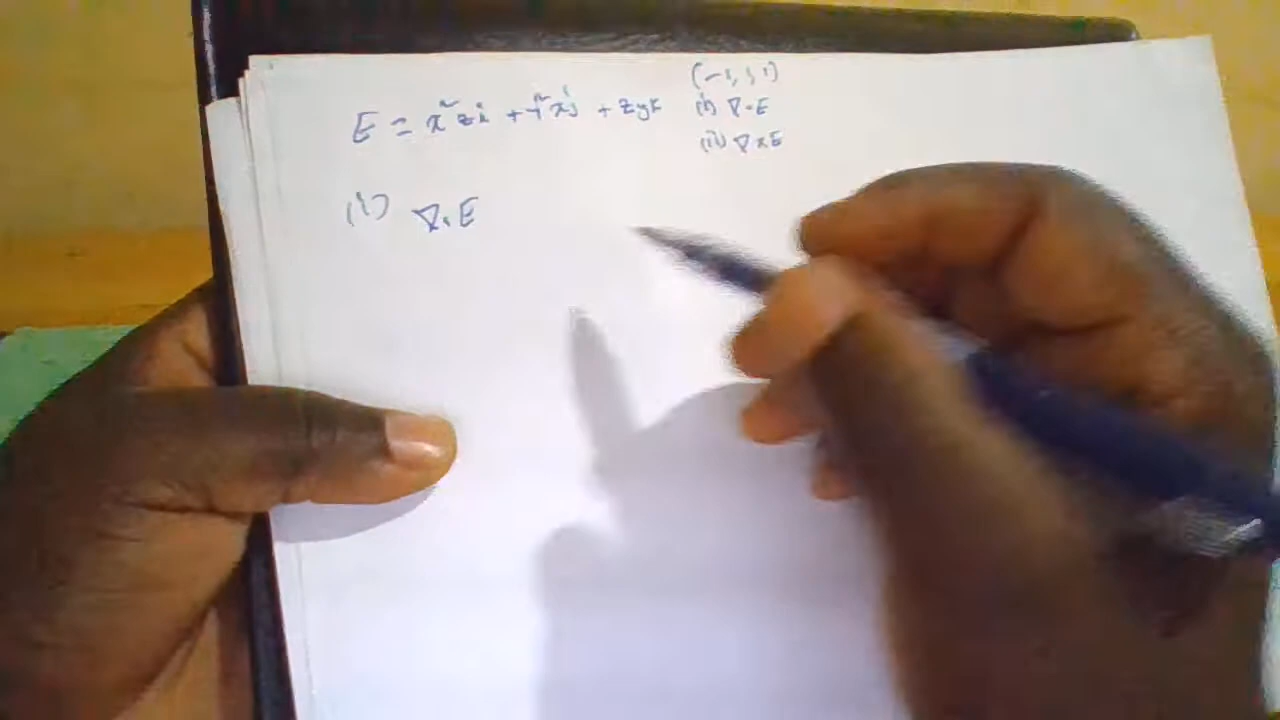 E = x²zi + y²xj + zyk
(-1, 1, 1)
(i) ∇·E
(ii) ∇×E
(i) ∇·E